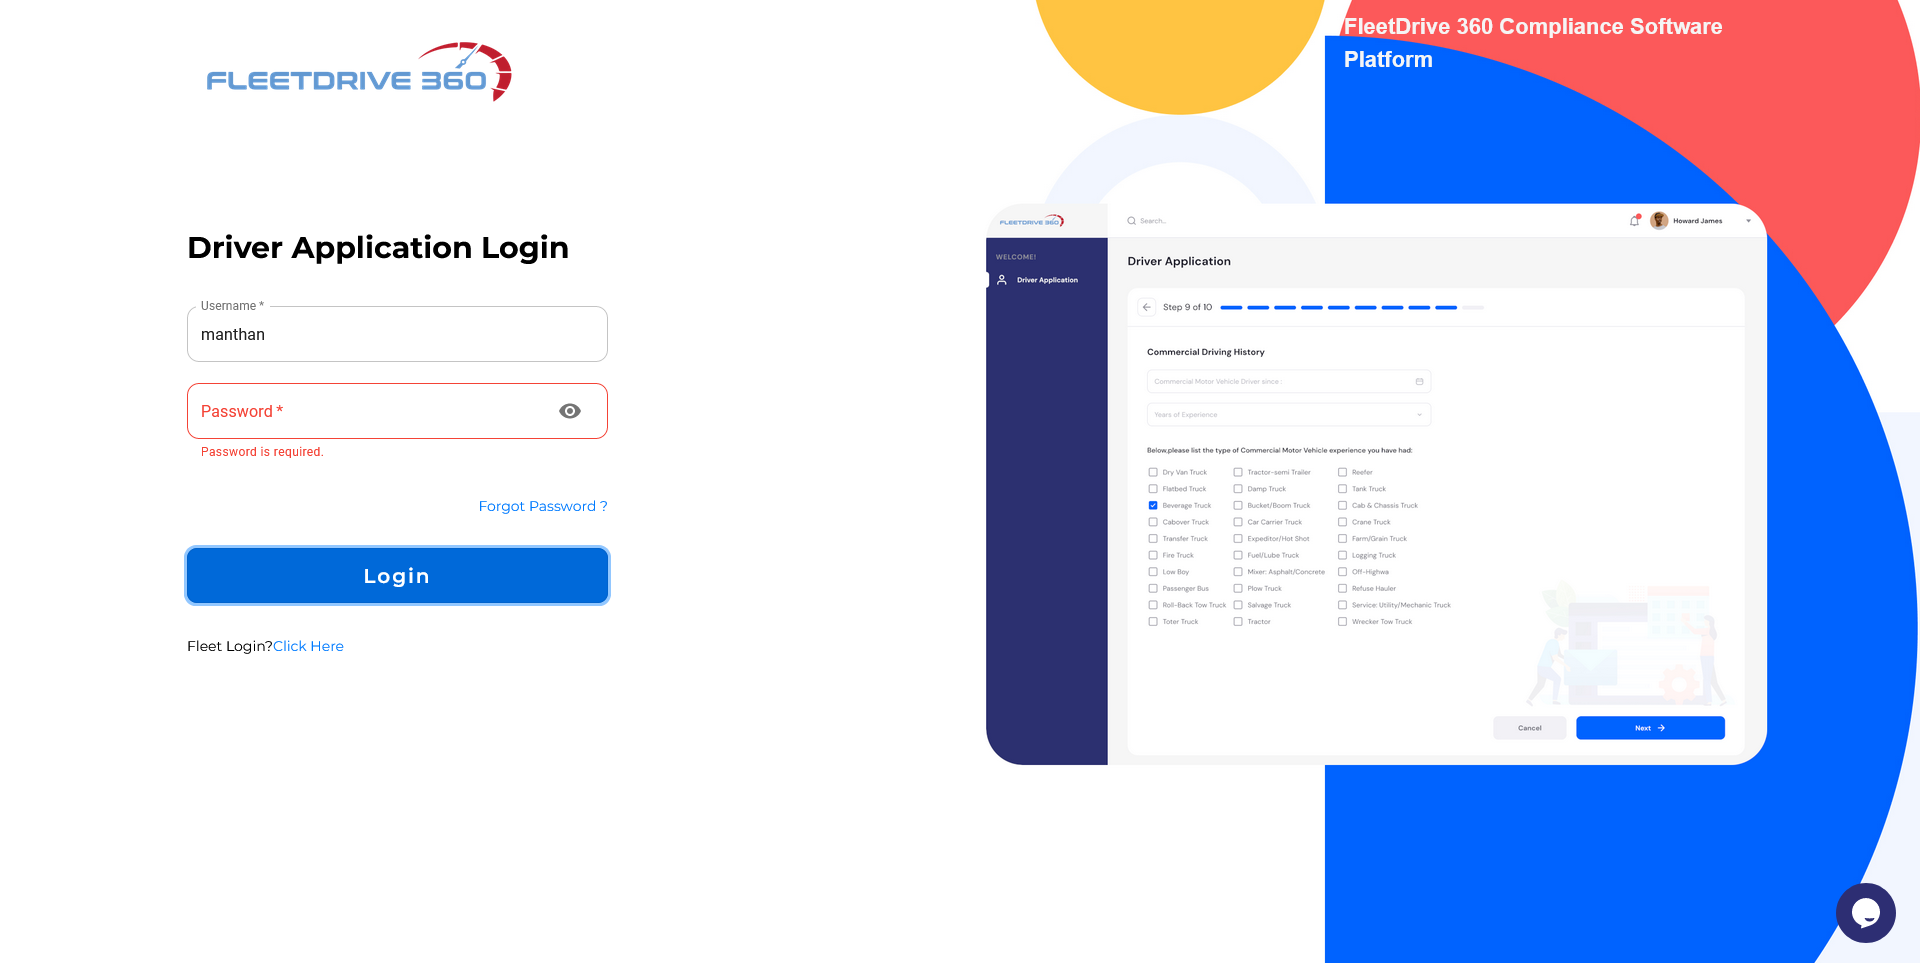 FLEETDRIVE 360
Driver Application Login
Username *
manthan
Password *
Password is required.
Forgot Password ?
Login
Fleet Login?Click Here
FleetDrive 360 Compliance Software
Platform
FLEETDRIVE 360
Search..
Howard James
WELCOME!
Driver Application
Driver Application
Step 9 of 10
Commercial Driving History
Commercial Motor Vehicle Driver since :
Years of Experience
Below,please list the type of Commercial Motor Vehicle experience you have had:
Dry Van Truck Tractor-semi Trailer Reefer
Flatbed Truck Damp Truck Tank Truck
Beverage Truck Bucket/Boom Truck Cab & Chassis Truck
Cabover Truck Car Carrier Truck Crane Truck
Transfer Truck Expeditor/Hot Shot Farm/Grain Truck
Fire Truck Fuel/Lube Truck Logging Truck
Low Boy Mixer: Asphalt/Concrete Off-Highwa
Passenger Bus Plow Truck Refuse Hauler
Roll-Back Tow Truck Salvage Truck Service: Utility/Mechanic Truck
Toter Truck Tractor Wrecker Tow Truck
Cancel
Next